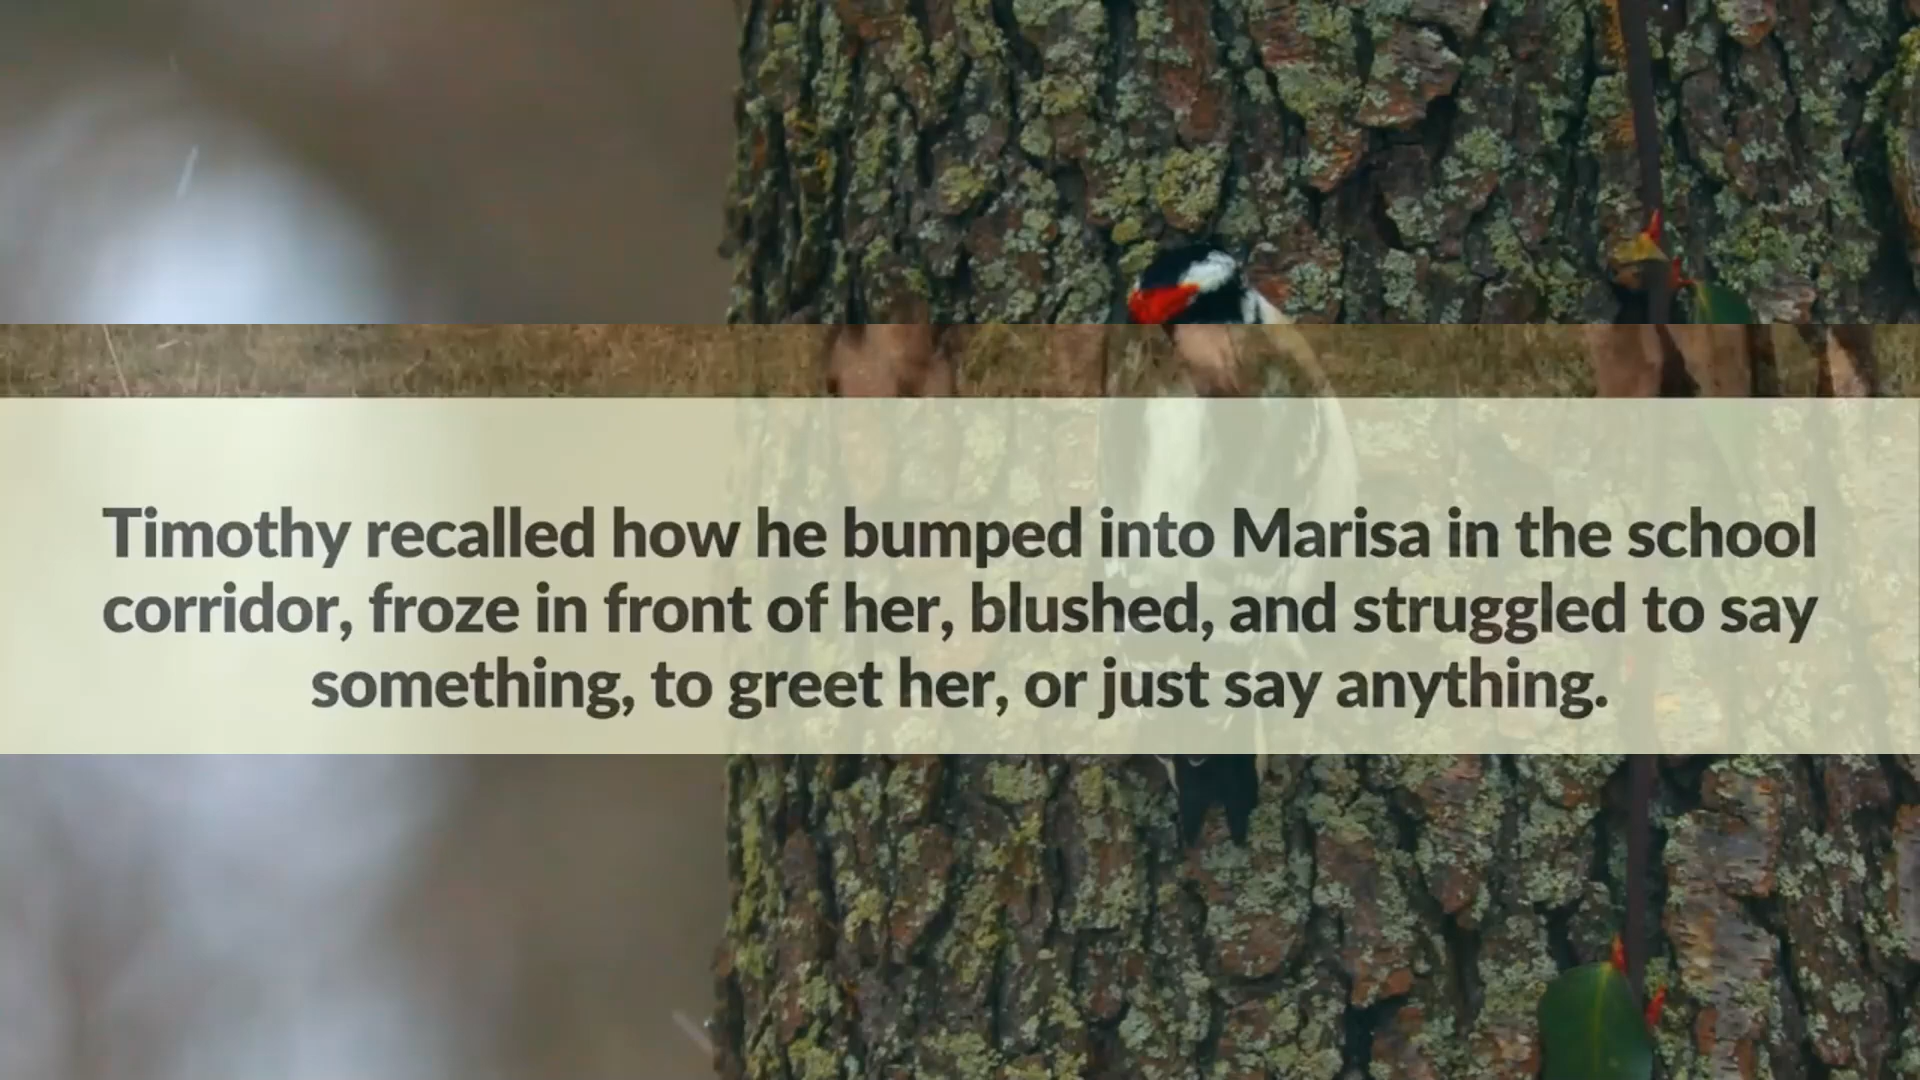 Timothy recalled how he bumped into Marisa in the school
corridor, froze in front of her, blushed, and struggled to say
something, to greet her, or just say anything.